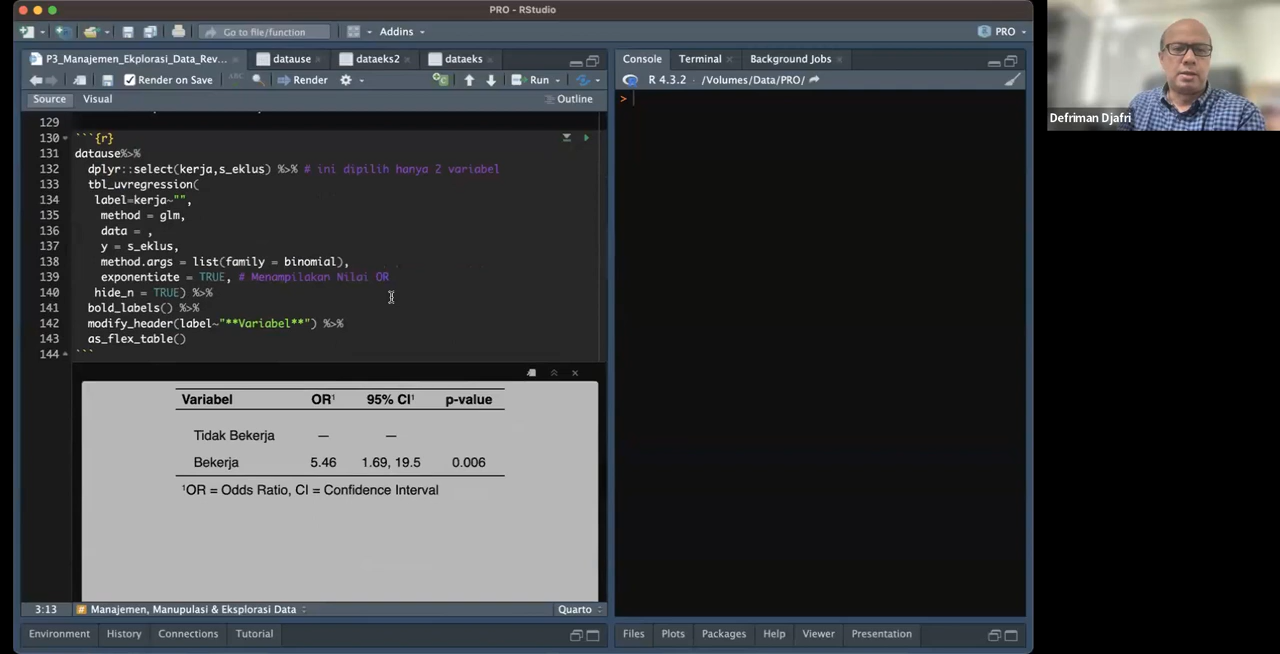 PRO - RStudio
Go to file/function
Addins
PRO
P3_Manajemen_Ekplorasi_Data_Rev...
datause
dataeks2
dataeks
Render on Save
ABC
Render
Run
Source
Visual
Outline
129
130 ```{r}
131 datause%>%
132 dplyr::select(kerja,s_eklus) %>% # ini dipilih hanya 2 variabel
133 tbl_uvregression(
134 label=kerja~"",
135 method = glm,
136 data = ,
137 y = s_eklus,
138 method.args = list(family = binomial),
139 exponentiate = TRUE, # Menampilakan Nilai OR
140 hide_n = TRUE) %>%
141 bold_labels() %>%
142 modify_header(label~"**Variabel**") %>%
143 as_flex_table()
144 ```
Variabel OR¹ 95% CI¹ p-value
Tidak Bekerja — —
Bekerja 5.46 1.69, 19.5 0.006
¹OR = Odds Ratio, CI = Confidence Interval
3:13
# Manajemen, Manupulasi & Eksplorasi Data
Quarto
Environment
History
Connections
Tutorial
Console
Terminal
Background Jobs
R 4.3.2 · /Volumes/Data/PRO/
>
Files
Plots
Packages
Help
Viewer
Presentation
Defriman Djafri